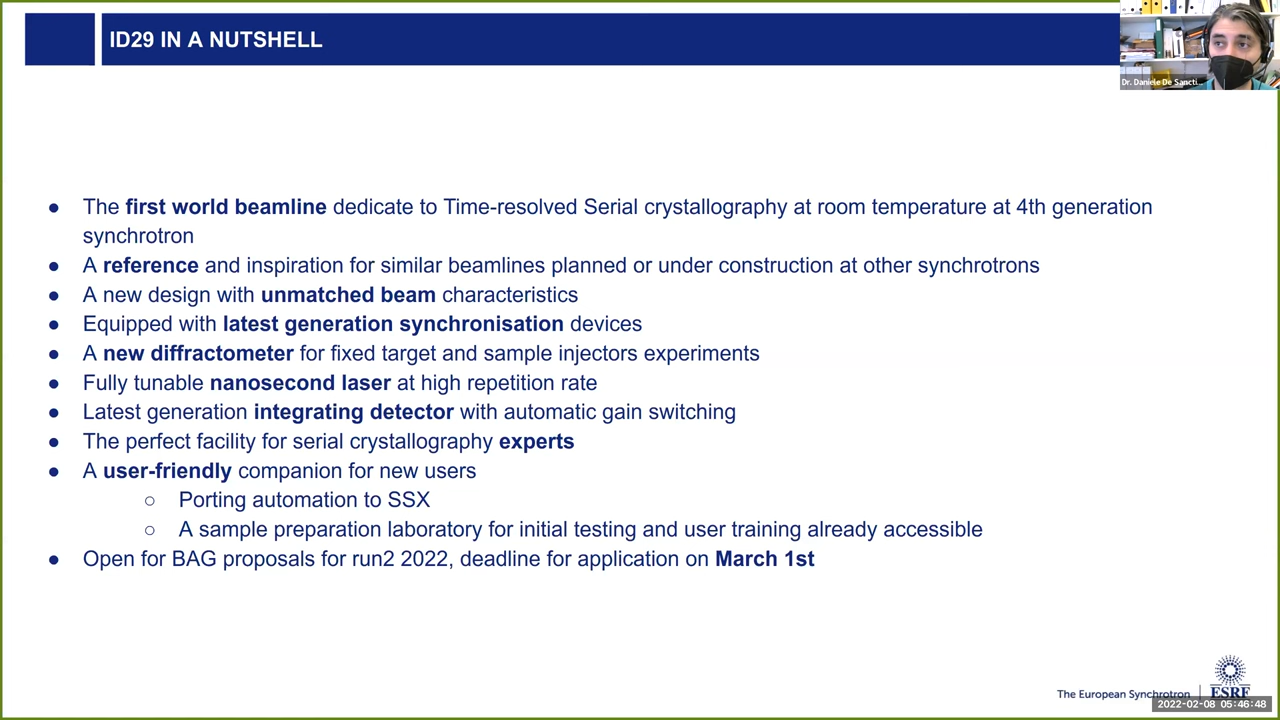 ID29 IN A NUTSHELL
Dr. Daniele De Sancti...
● The first world beamline dedicate to Time-resolved Serial crystallography at room temperature at 4th generation
synchrotron
● A reference and inspiration for similar beamlines planned or under construction at other synchrotrons
● A new design with unmatched beam characteristics
● Equipped with latest generation synchronisation devices
● A new diffractometer for fixed target and sample injectors experiments
● Fully tunable nanosecond laser at high repetition rate
● Latest generation integrating detector with automatic gain switching
● The perfect facility for serial crystallography experts
● A user-friendly companion for new users
○ Porting automation to SSX
○ A sample preparation laboratory for initial testing and user training already accessible
● Open for BAG proposals for run2 2022, deadline for application on March 1st
The European Synchrotron | ESRF
2022-02-08 05:46:48